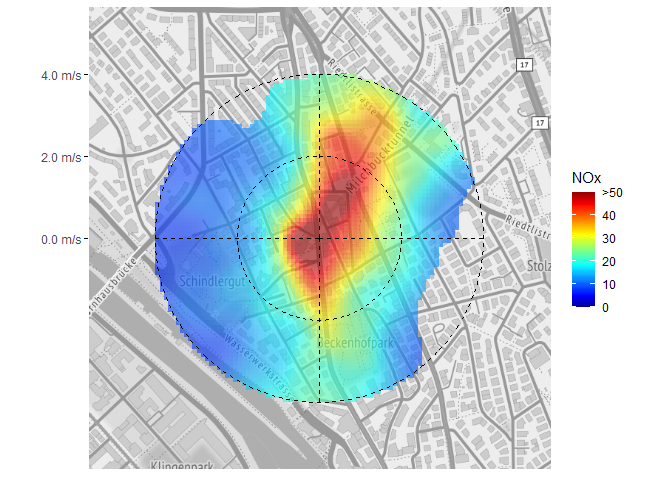 e
17
4.0 m/s
Riedtlistrasse
17
2.0 m/s
Milchbucktunnel
NOx
>50
40
30
20
10
0
Riedtlistr
0.0 m/s
Stolz
Schindlergut
nhausbrücke
Wasserwerkstrasse
Beckenhofpark
Klingenpark